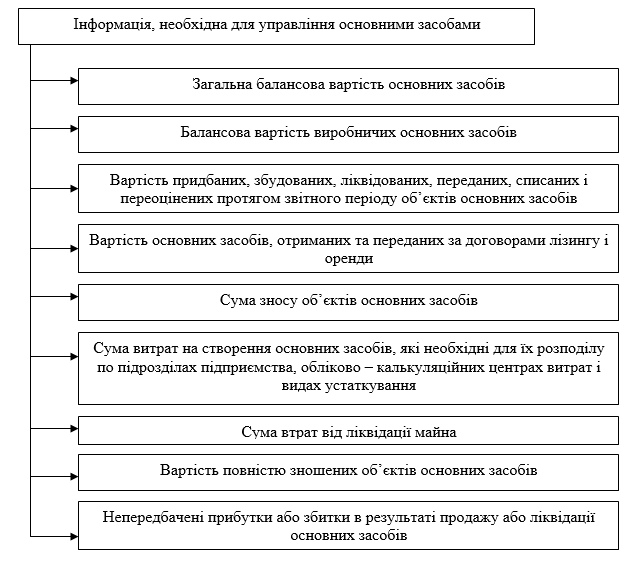 Інформація, необхідна для управління основними засобами
Загальна балансова вартість основних засобів
Балансова вартість виробничих основних засобів
Вартість придбаних, збудованих, ліквідованих, переданих, списаних і
переоцінених протягом звітного періоду об’єктів основних засобів
Вартість основних засобів, отриманих та переданих за договорами лізингу і
оренди
Сума зносу об’єктів основних засобів
Сума витрат на створення основних засобів, які необхідні для їх розподілу
по підрозділах підприємства, обліково – калькуляційних центрах витрат і
видах устаткування
Сума втрат від ліквідації майна
Вартість повністю зношених об’єктів основних засобів
Непередбачені прибутки або збитки в результаті продажу або ліквідації
основних засобів